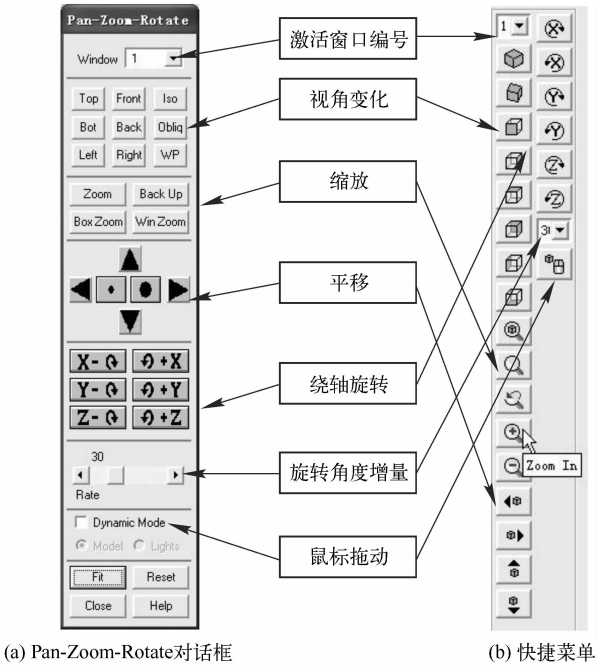 Pan-Zoom-Rotate
Window 1
Top Front Iso
Bot Back Obliq
Left Right WP
Zoom Back Up
Box Zoom Win Zoom
X- +X
Y- +Y
Z- +Z
30
Rate
Dynamic Mode
Model Lights
Fit Reset
Close Help
激活窗口编号
视角变化
缩放
平移
绕轴旋转
旋转角度增量
鼠标拖动
1
X
X
Y
Y
Z
Z
Zoom In
(a) Pan-Zoom-Rotate对话框
(b) 快捷菜单